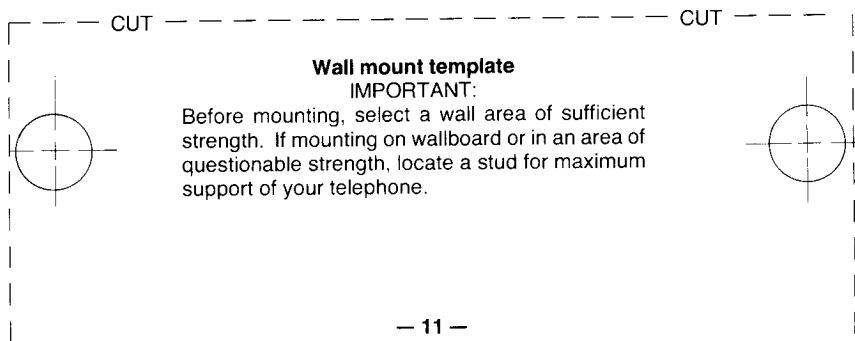 CUT CUT
Wall mount template
IMPORTANT:
Before mounting, select a wall area of sufficient
strength. If mounting on wallboard or in an area of
questionable strength, locate a stud for maximum
support of your telephone.
— 11 —